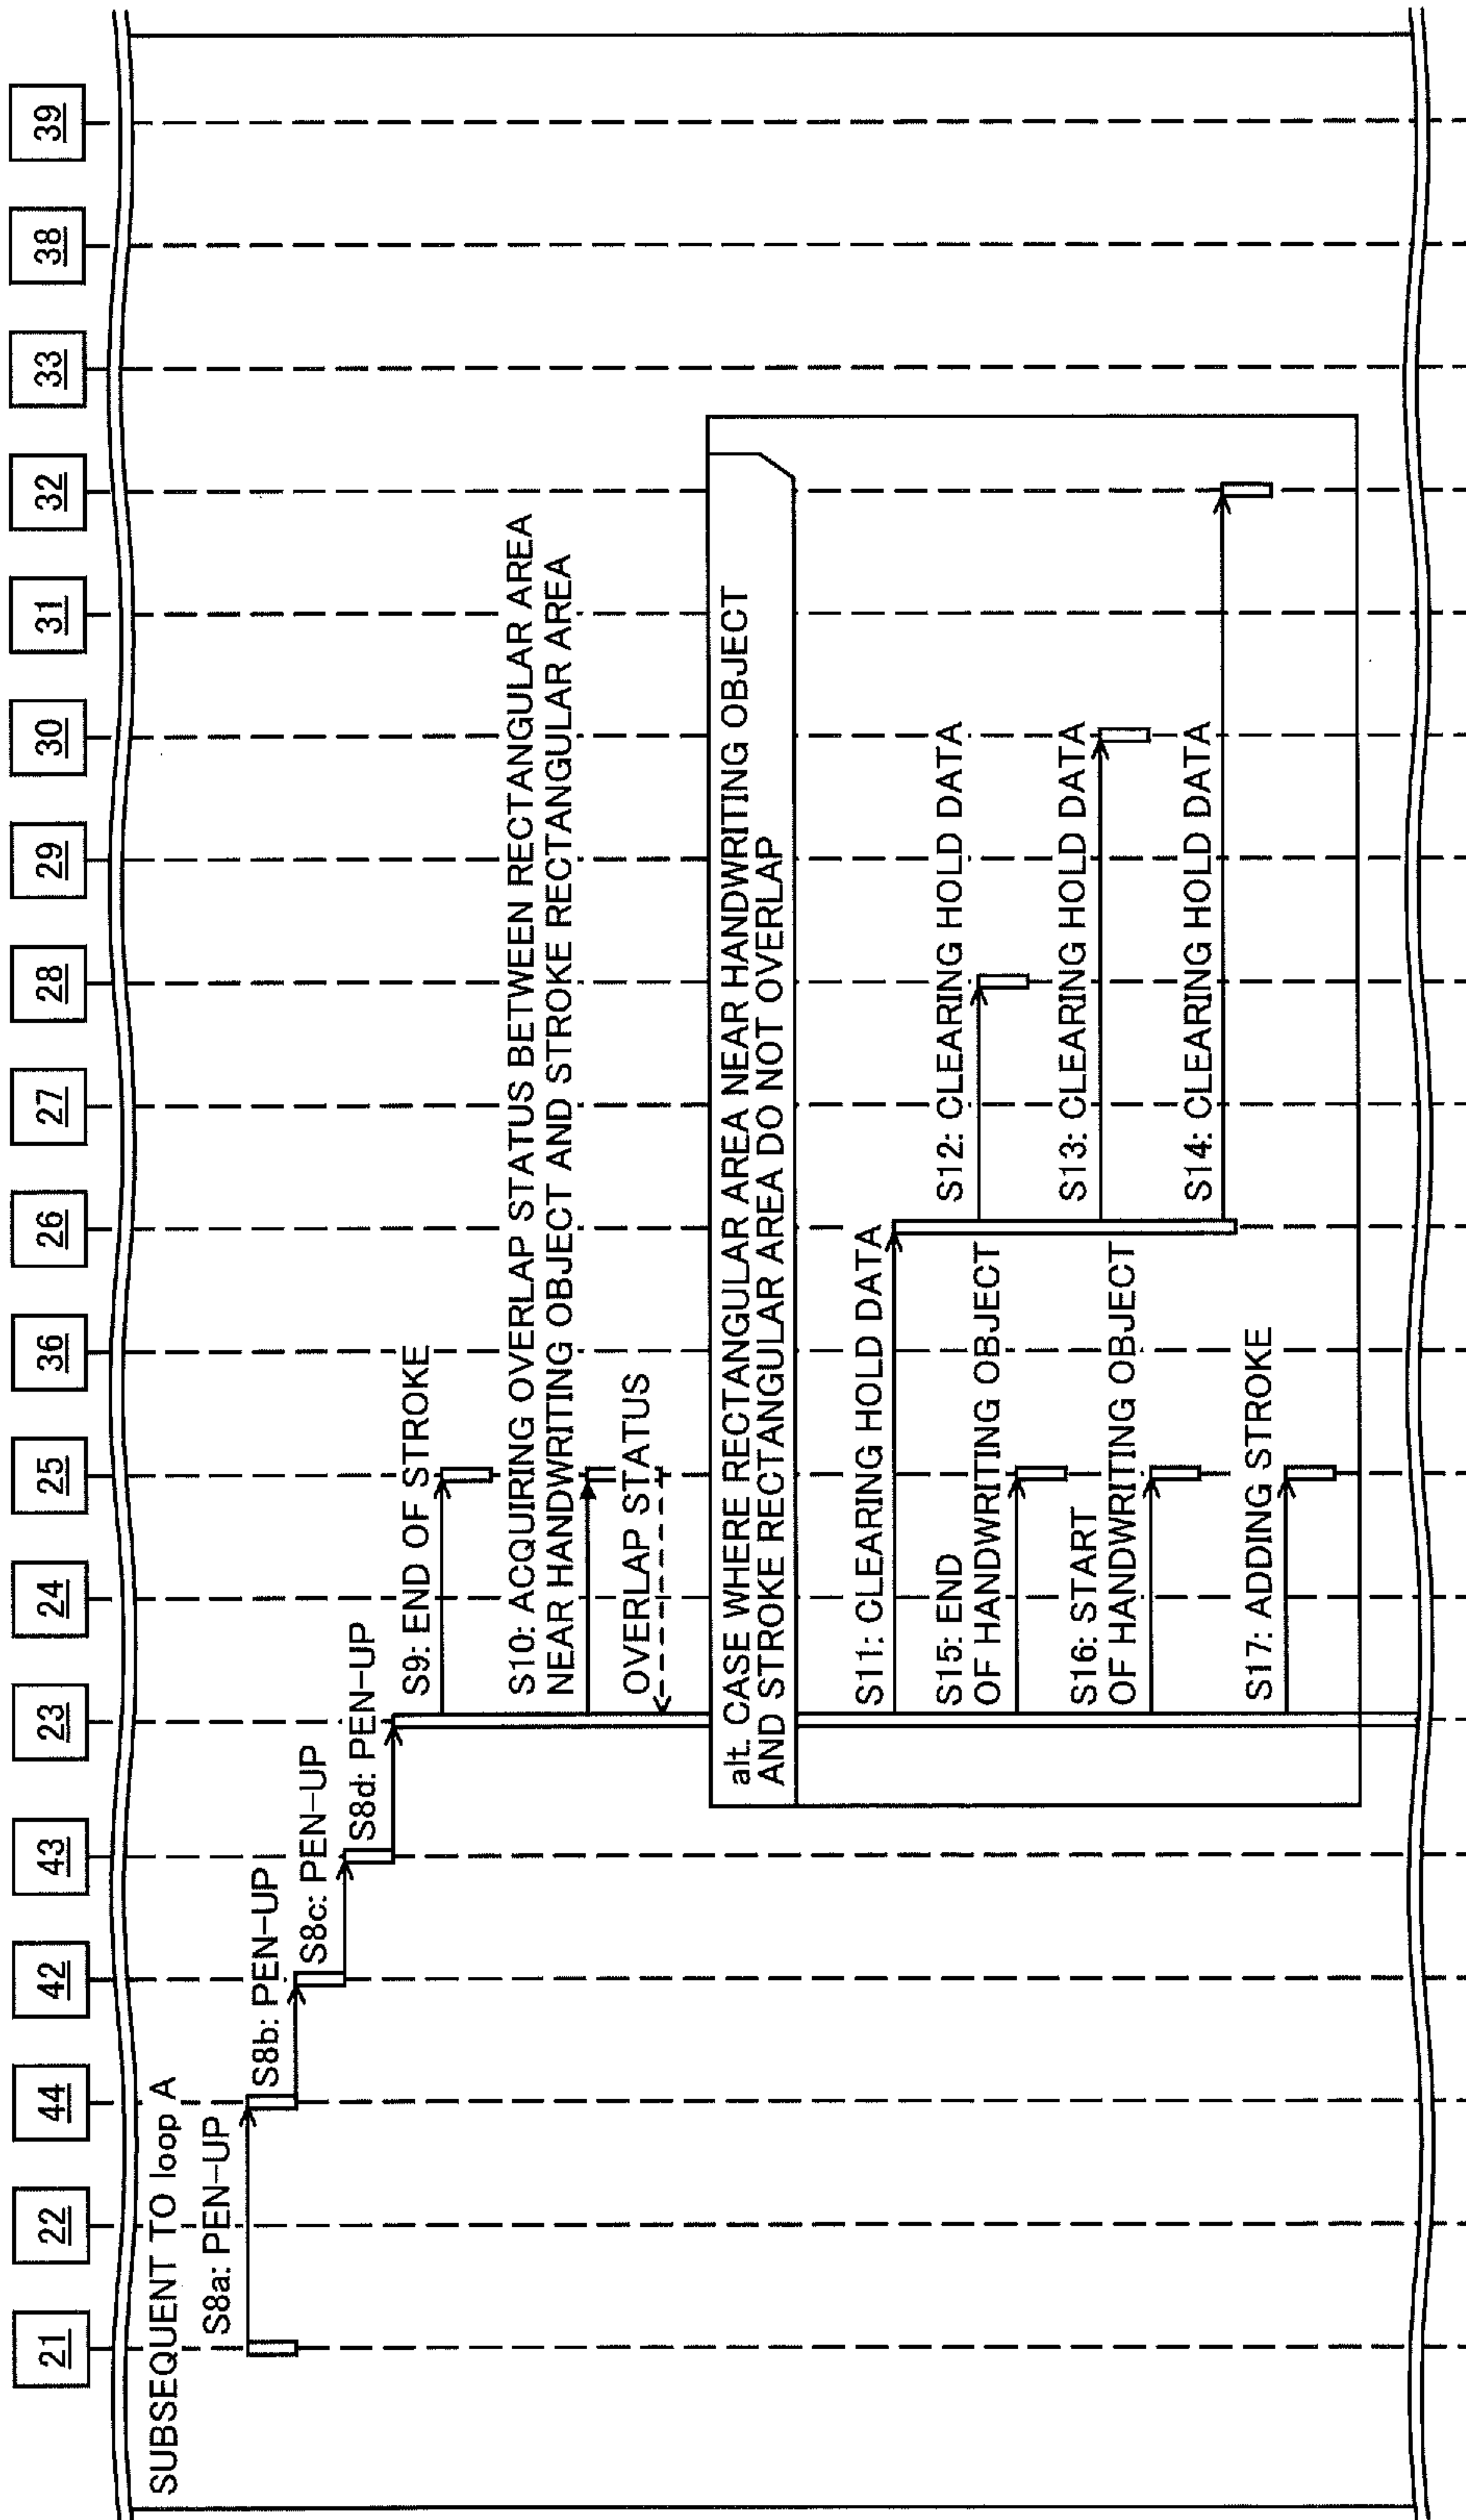 21
22
44
42
43
23
24
25
36
26
27
28
29
30
31
32
33
38
39
SUBSEQUENT TO loop A
S8a: PEN-UP
S8b: PEN-UP
S8c: PEN-UP
S8d: PEN-UP
S9: END OF STROKE
S10: ACQUIRING OVERLAP STATUS BETWEEN RECTANGULAR AREA
NEAR HANDWRITING OBJECT AND STROKE RECTANGULAR AREA
OVERLAP STATUS
alt. CASE WHERE RECTANGULAR AREA NEAR HANDWRITING OBJECT
AND STROKE RECTANGULAR AREA DO NOT OVERLAP
S11: CLEARING HOLD DATA
S12: CLEARING HOLD DATA
S13: CLEARING HOLD DATA
S14: CLEARING HOLD DATA
S15: END
OF HANDWRITING OBJECT
S16: START
OF HANDWRITING OBJECT
S17: ADDING STROKE